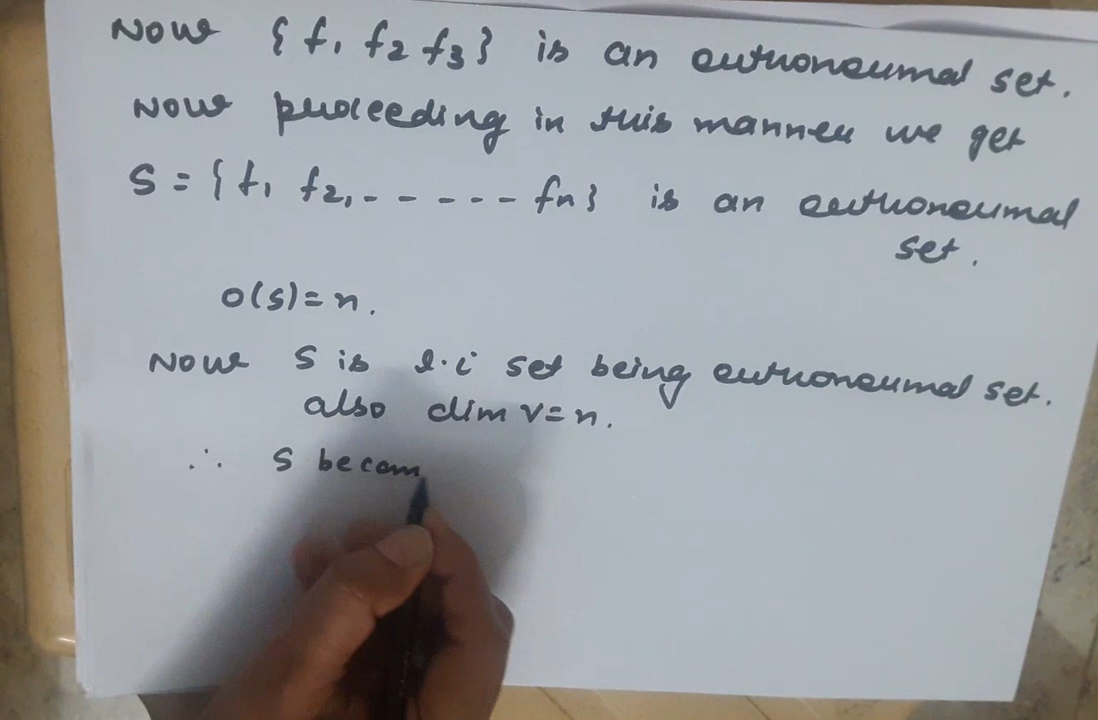 Now {f1 f2 f3} is an orthonormal set.
Now proceeding in this manner we get
S = {f1 f2,------fn} is an orthonormal
set.
o(s)=n.
Now S is l.i set being orthonormal set.
also dim V=n.
∴ S becom